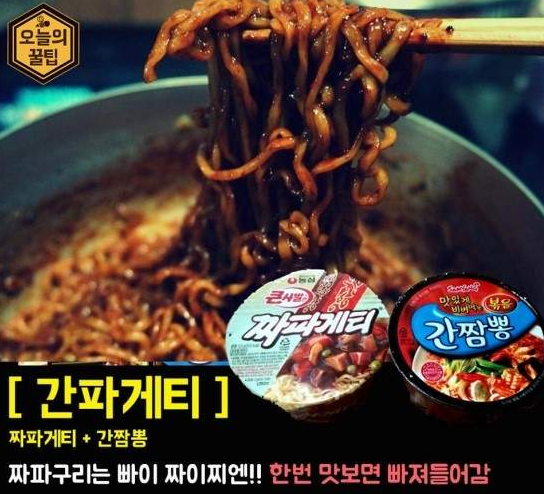 오늘의
꿀팁
농심
큰사발
짜파게티
맛있게
비벼먹는
볶음
간짬뽕
[ 간파게티 ]
짜파게티 + 간짬뽕
짜파구리는 빠이 짜이찌엔!! 한번 맛보면 빠져들어감